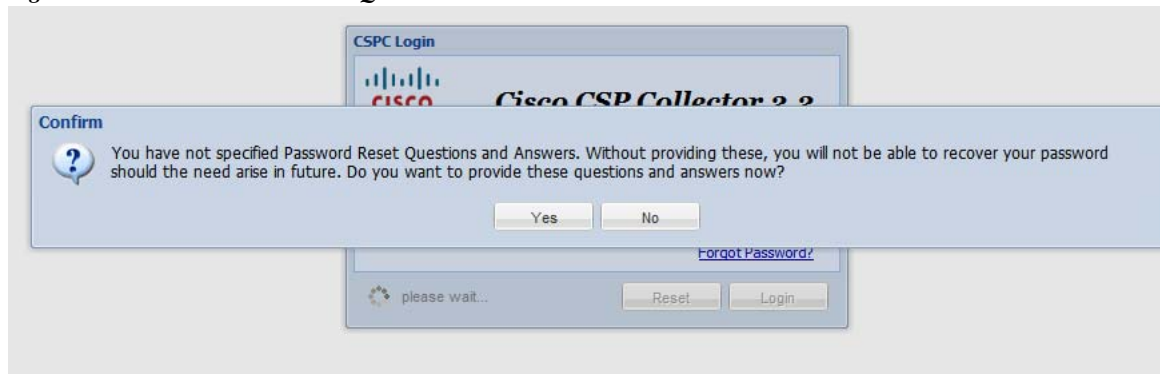 CSPC Login
CISCO
Cisco CSP Collector 2.2
Confirm
You have not specified Password Reset Questions and Answers. Without providing these, you will not be able to recover your password
should the need arise in future. Do you want to provide these questions and answers now?
Yes No
Forgot Password?
please wait...
Reset Login